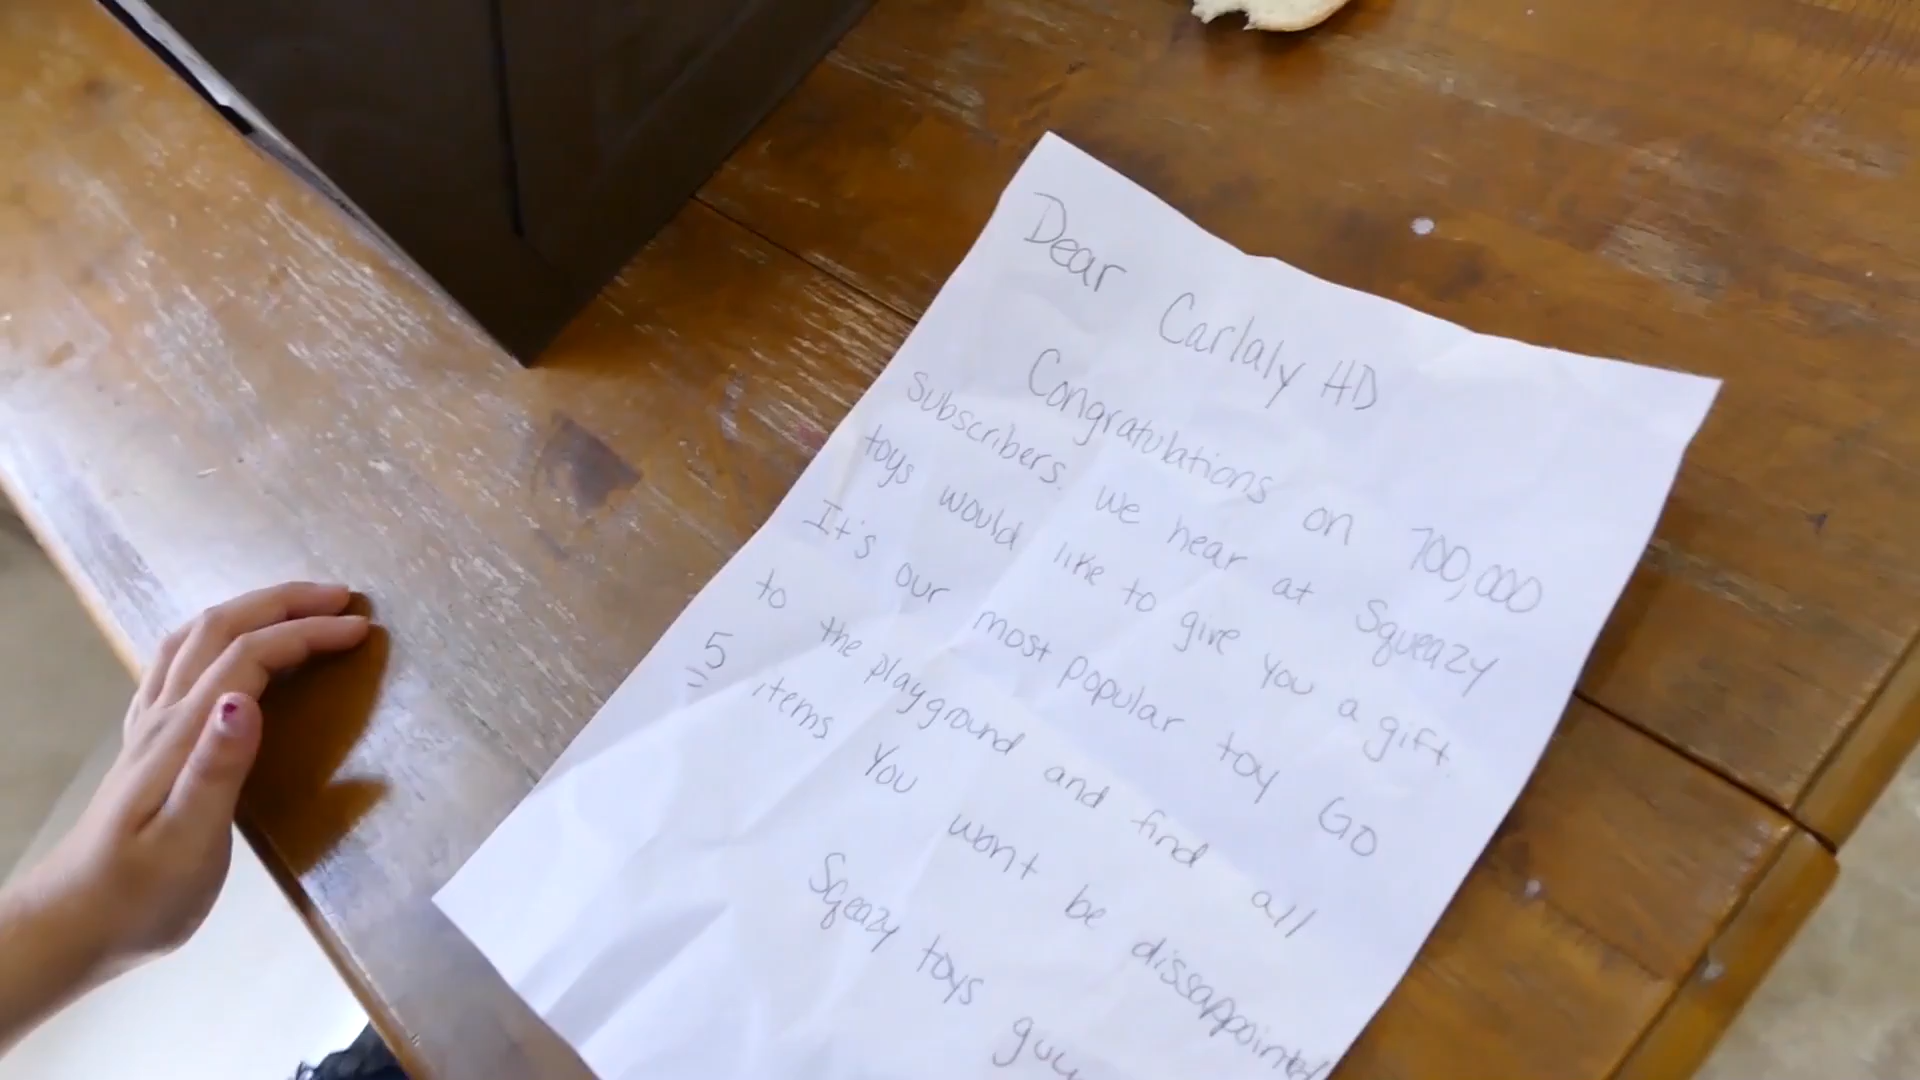 Dear Carlaly HD
Congratulations on 700,000
Subscribers. We hear at Squeazy
toys would like to give you a gift.
It's our most popular toy Go
to the playground and find all
5 items You wont be dissappointed
Sqeazy toys